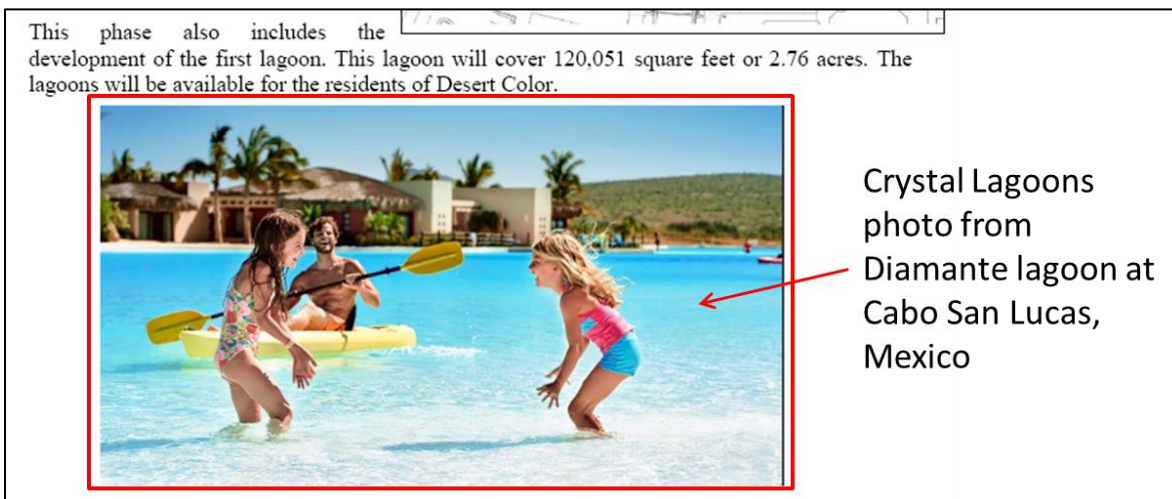 This phase also includes the
development of the first lagoon. This lagoon will cover 120,051 square feet or 2.76 acres. The
lagoons will be available for the residents of Desert Color.
Crystal Lagoons
photo from
Diamante lagoon at
Cabo San Lucas,
Mexico